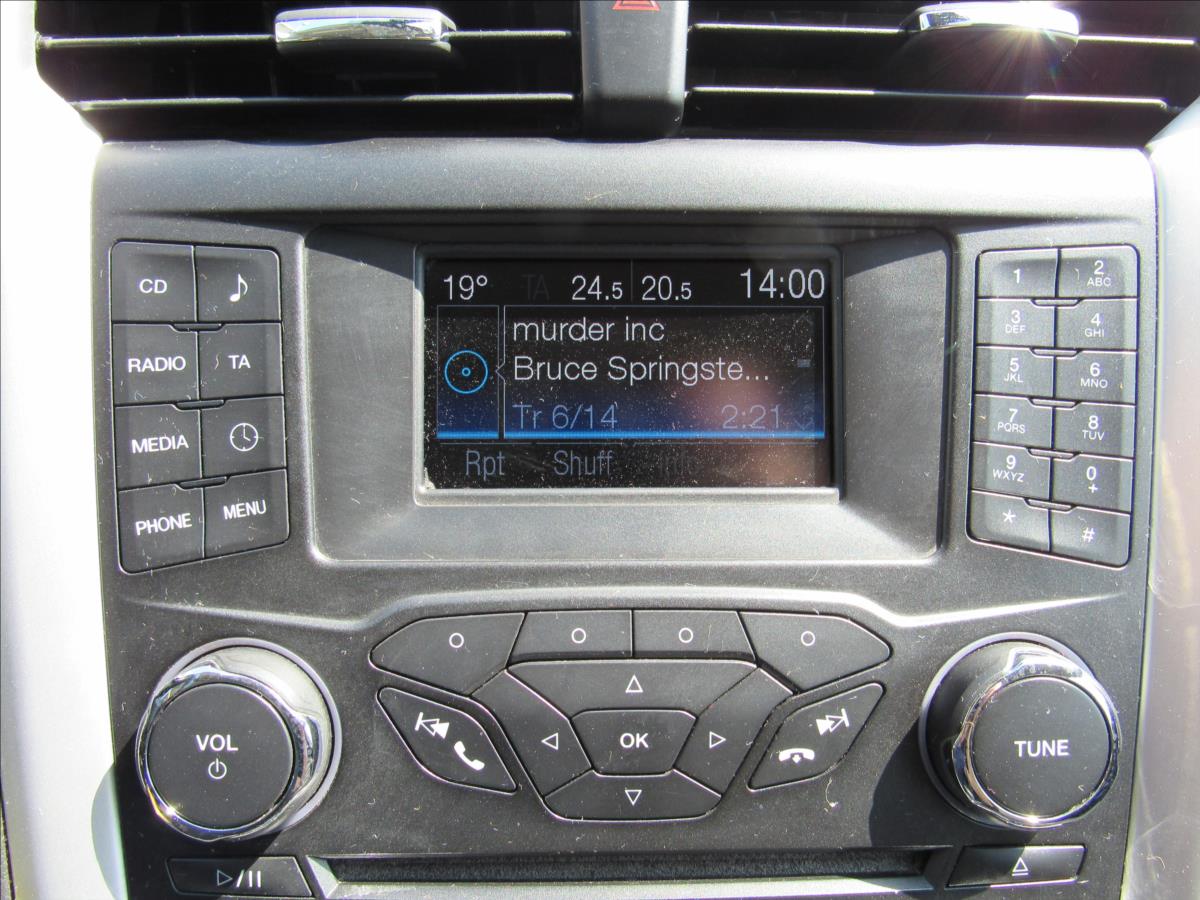 19° TA 24.5 20.5 14:00
murder inc
Bruce Springste...
Tr 6/14 2:21
Rpt Shuff Info
CD
RADIO TA
MEDIA
PHONE MENU
1 2 ABC
3 DEF 4 GHI
5 JKL 6 MNO
7 PQRS 8 TUV
9 WXYZ 0 +
* #
VOL
OK
TUNE